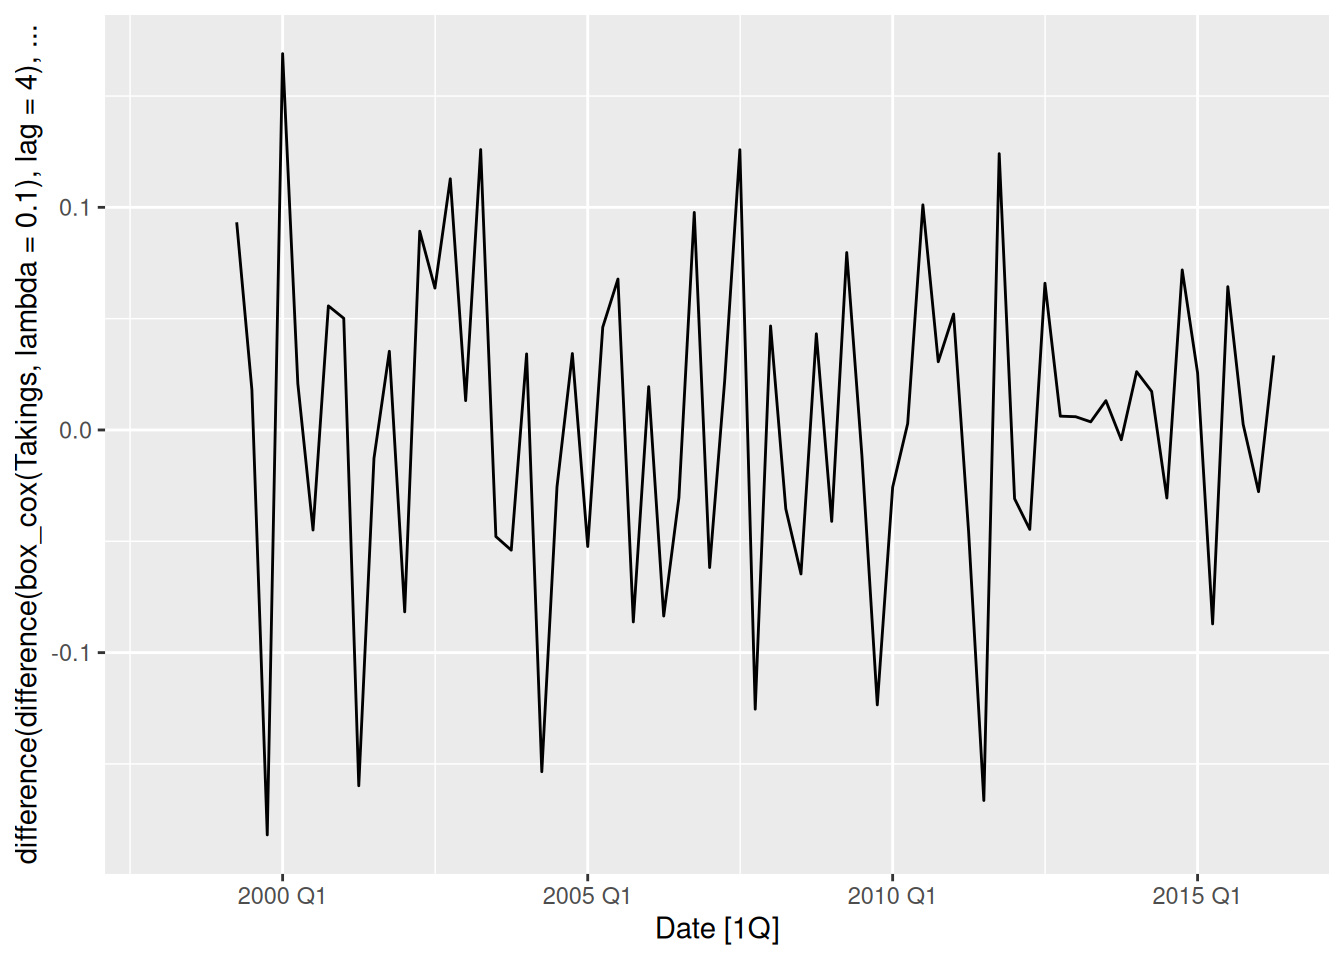 difference(difference(box_cox(Takings, lambda = 0.1), lag = 4), ...
0.1
0.0
-0.1
2000 Q1
2005 Q1
2010 Q1
2015 Q1
Date [1Q]